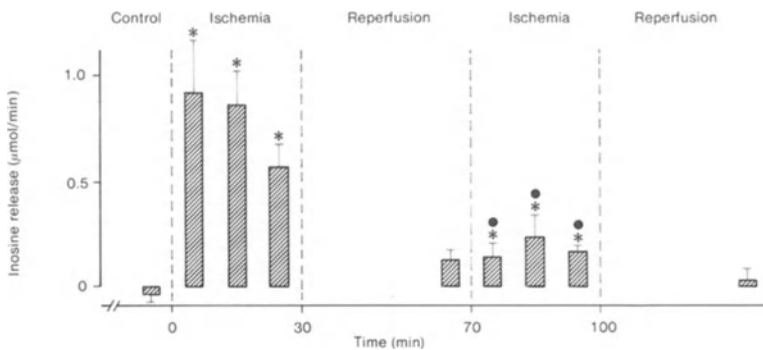 Control Ischemia Reperfusion Ischemia Reperfusion
*
*
*
1.0
0.5
0
Inosine release (μmol/min)
● ● ●
* * *
0 30 70 100
Time (min)